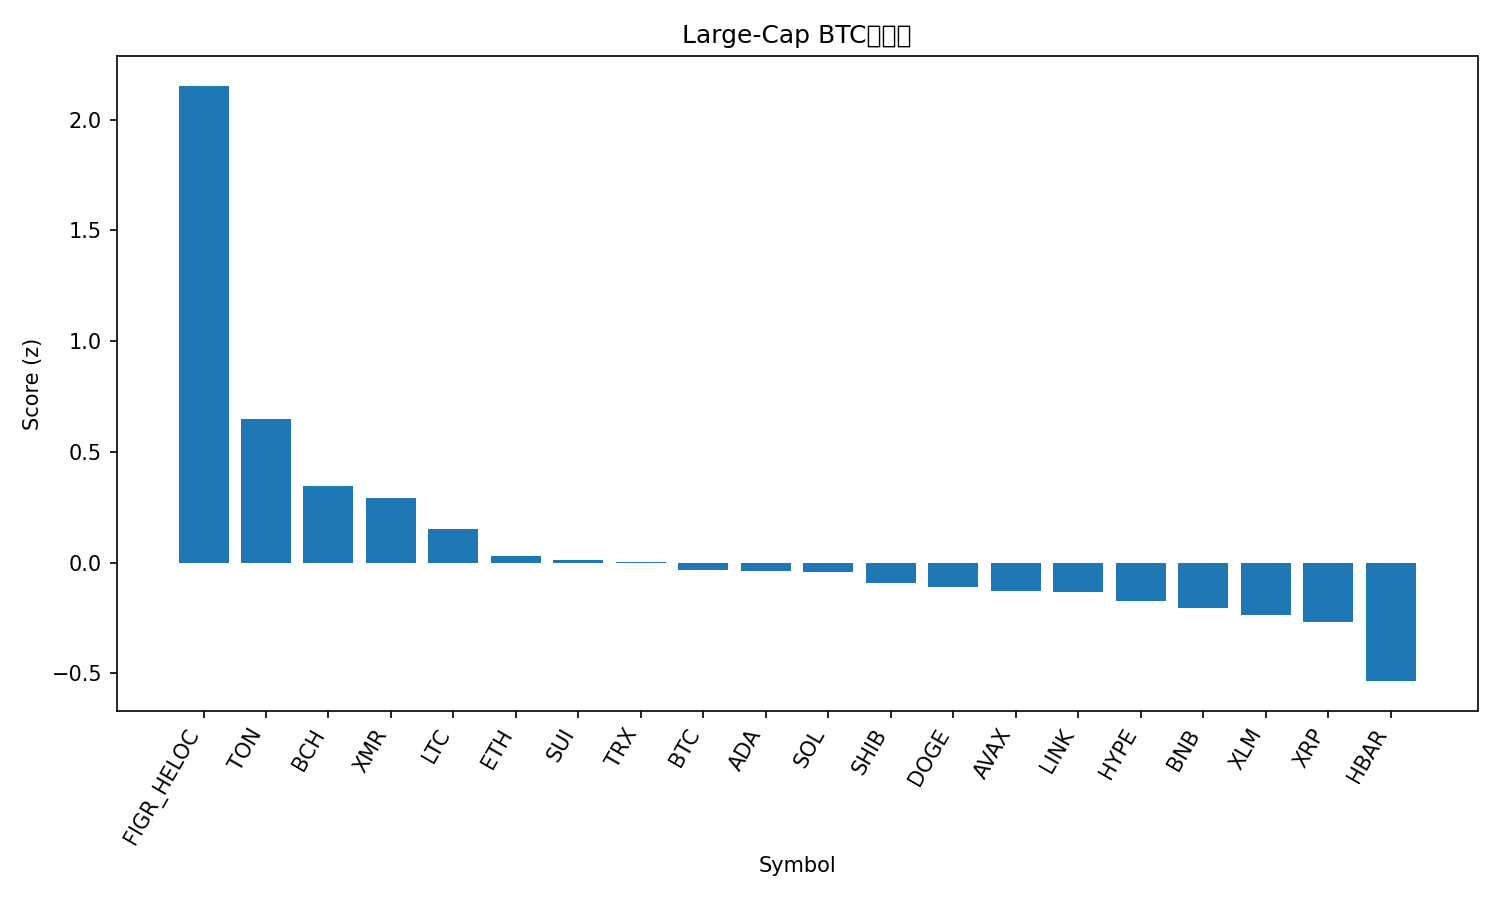 Large-Cap BTC
Score (z)
2.0
1.5
1.0
0.5
0.0
−0.5
FIGR_HELOC
TON
BCH
XMR
LTC
ETH
SUI
TRX
BTC
ADA
SOL
SHIB
DOGE
AVAX
LINK
HYPE
BNB
XLM
XRP
HBAR
Symbol